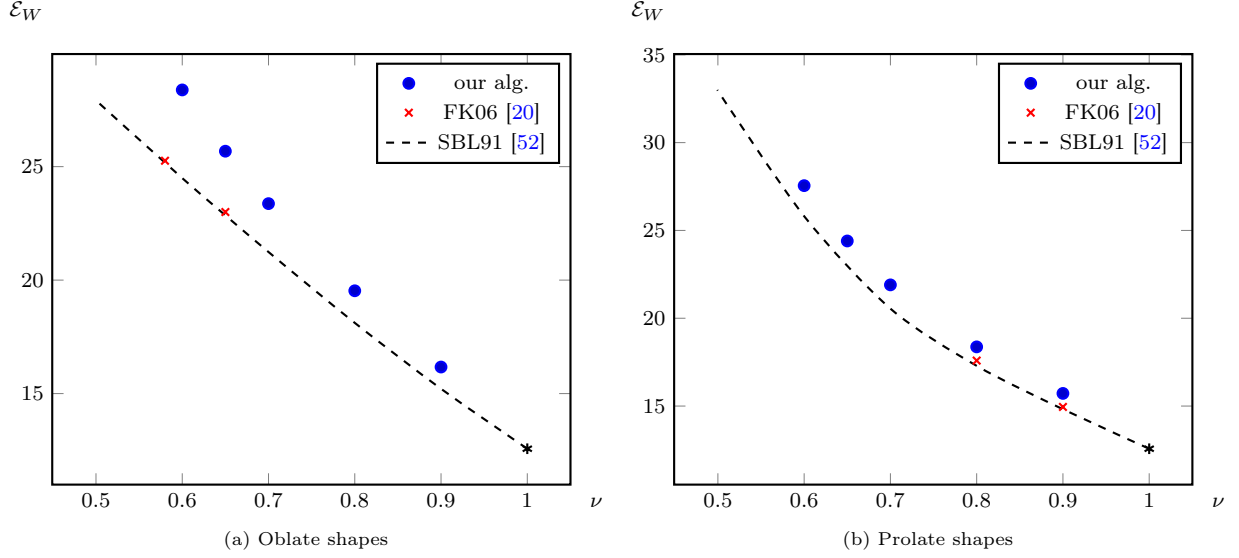 ℰ_W
our alg.
FK06 [20]
SBL91 [52]
25
20
15
0.5 0.6 0.7 0.8 0.9 1 ν
(a) Oblate shapes
ℰ_W
35
our alg.
FK06 [20]
SBL91 [52]
30
25
20
15
0.5 0.6 0.7 0.8 0.9 1 ν
(b) Prolate shapes